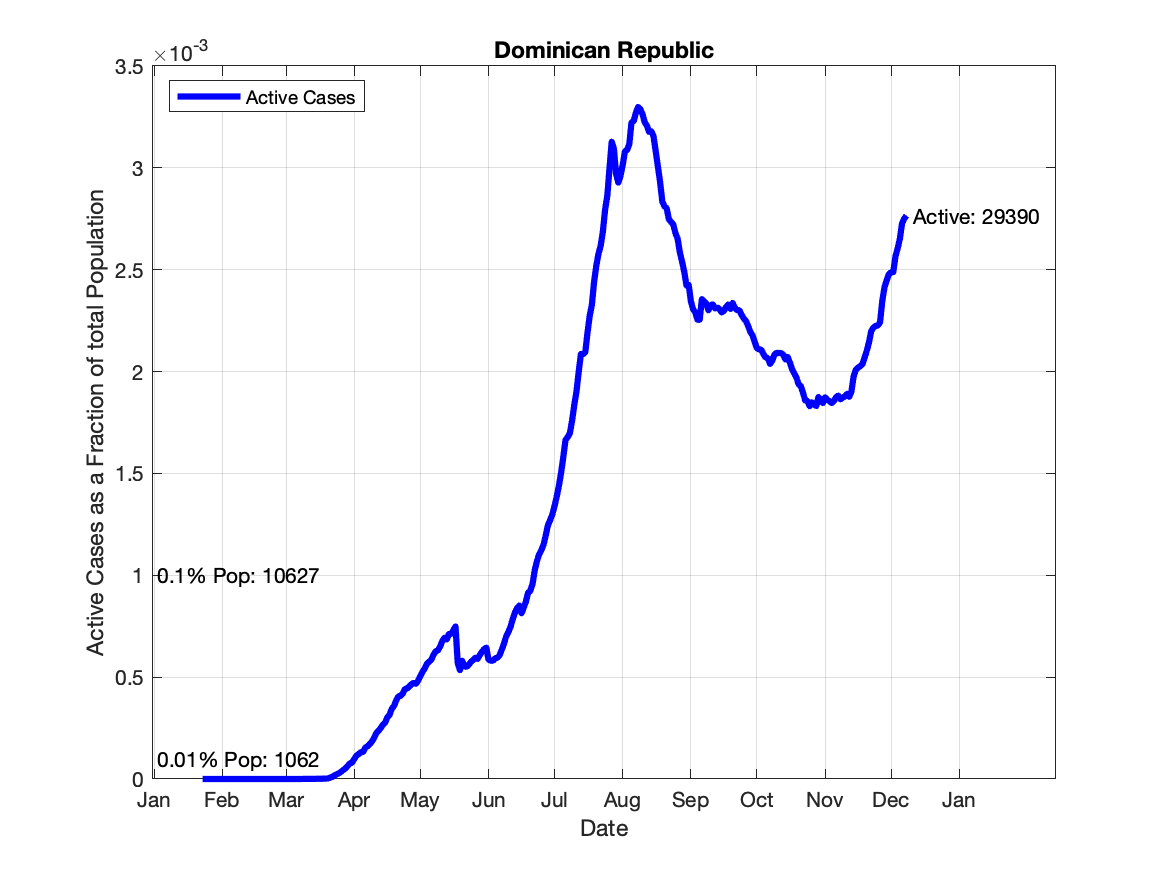 Dominican Republic
×10-3
3.5
3
2.5
2
1.5
1
0.5
0
Active Cases
Active: 29390
0.1% Pop: 10627
0.01% Pop: 1062
Active Cases as a Fraction of total Population
Jan Feb Mar Apr May Jun Jul Aug Sep Oct Nov Dec Jan
Date